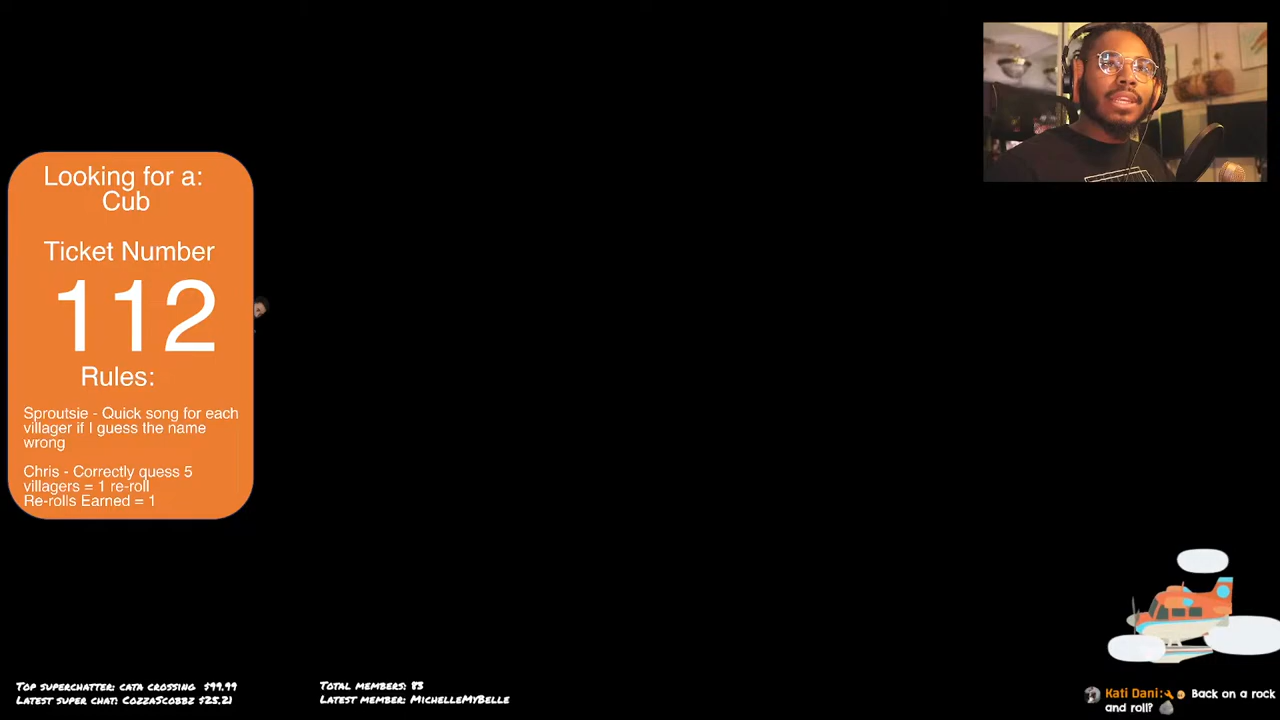 Looking for a:
Cub
Ticket Number
112
Rules:
Sproutsie - Quick song for each
villager if I guess the name
wrong
Chris - Correctly quess 5
villagers = 1 re-roll
Re-rolls Earned = 1
Top superchatter: cata crossing $99.99
Latest super chat: CozzaScobbz $25.21
Total members: 83
Latest member: MichelleMyBelle
Kati Dani: Back on a rock
and roll?